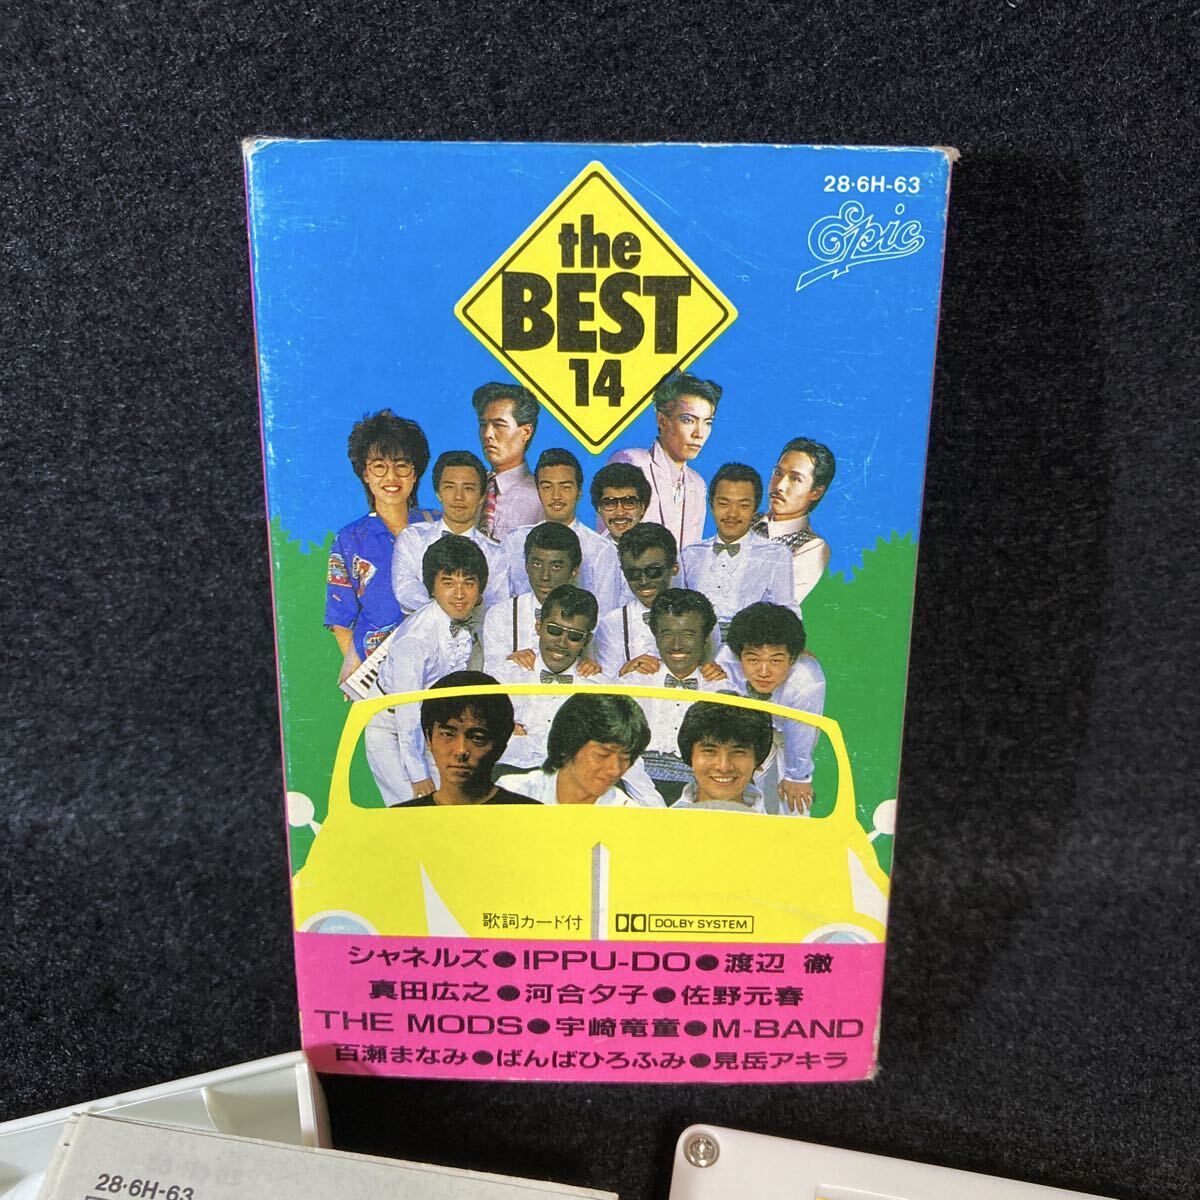 28·6H-63
Epic
the
BEST
14
歌詞カード付 DOLBY SYSTEM
シャネルズ●IPPU-DO●渡辺 徹
真田広之●河合夕子●佐野元春
THE MODS●宇崎竜童●M-BAND
百瀬まなみ●ばんばひろふみ●見岳アキラ
28·6H-63